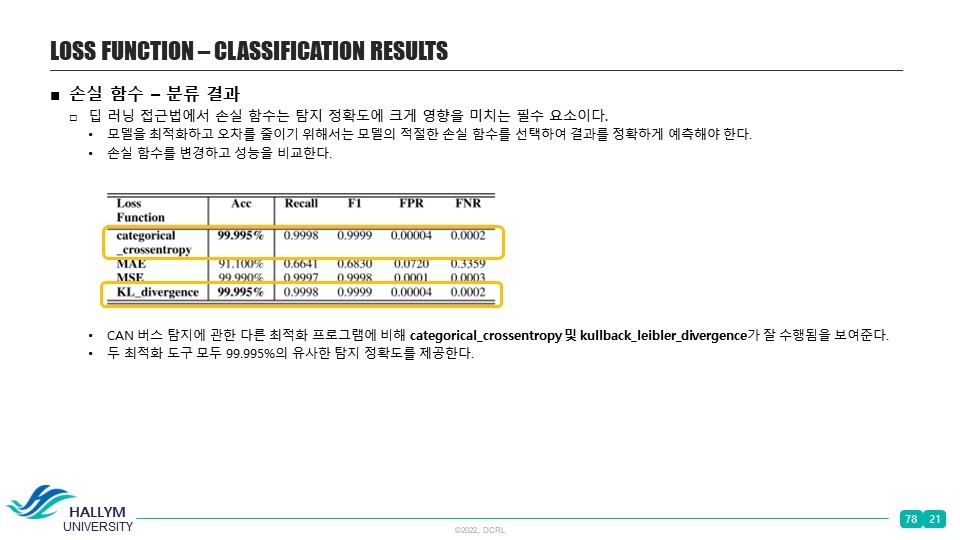 LOSS FUNCTION – CLASSIFICATION RESULTS
■ 손실 함수 – 분류 결과
□ 딥 러닝 접근법에서 손실 함수는 탐지 정확도에 크게 영향을 미치는 필수 요소이다.
• 모델을 최적화하고 오차를 줄이기 위해서는 모델의 적절한 손실 함수를 선택하여 결과를 정확하게 예측해야 한다.
• 손실 함수를 변경하고 성능을 비교한다.
Loss Function Acc Recall F1 FPR FNR
categorical_crossentropy 99.995% 0.9998 0.9999 0.00004 0.0002
MAE 91.100% 0.6641 0.6830 0.0720 0.3359
MSE 99.990% 0.9997 0.9998 0.0001 0.0003
KL_divergence 99.995% 0.9998 0.9999 0.00004 0.0002
• CAN 버스 탐지에 관한 다른 최적화 프로그램에 비해 categorical_crossentropy 및 kullback_leibler_divergence가 잘 수행됨을 보여준다.
• 두 최적화 도구 모두 99.995%의 유사한 탐지 정확도를 제공한다.
HALLYM
UNIVERSITY
©2022, DCRL
78 21